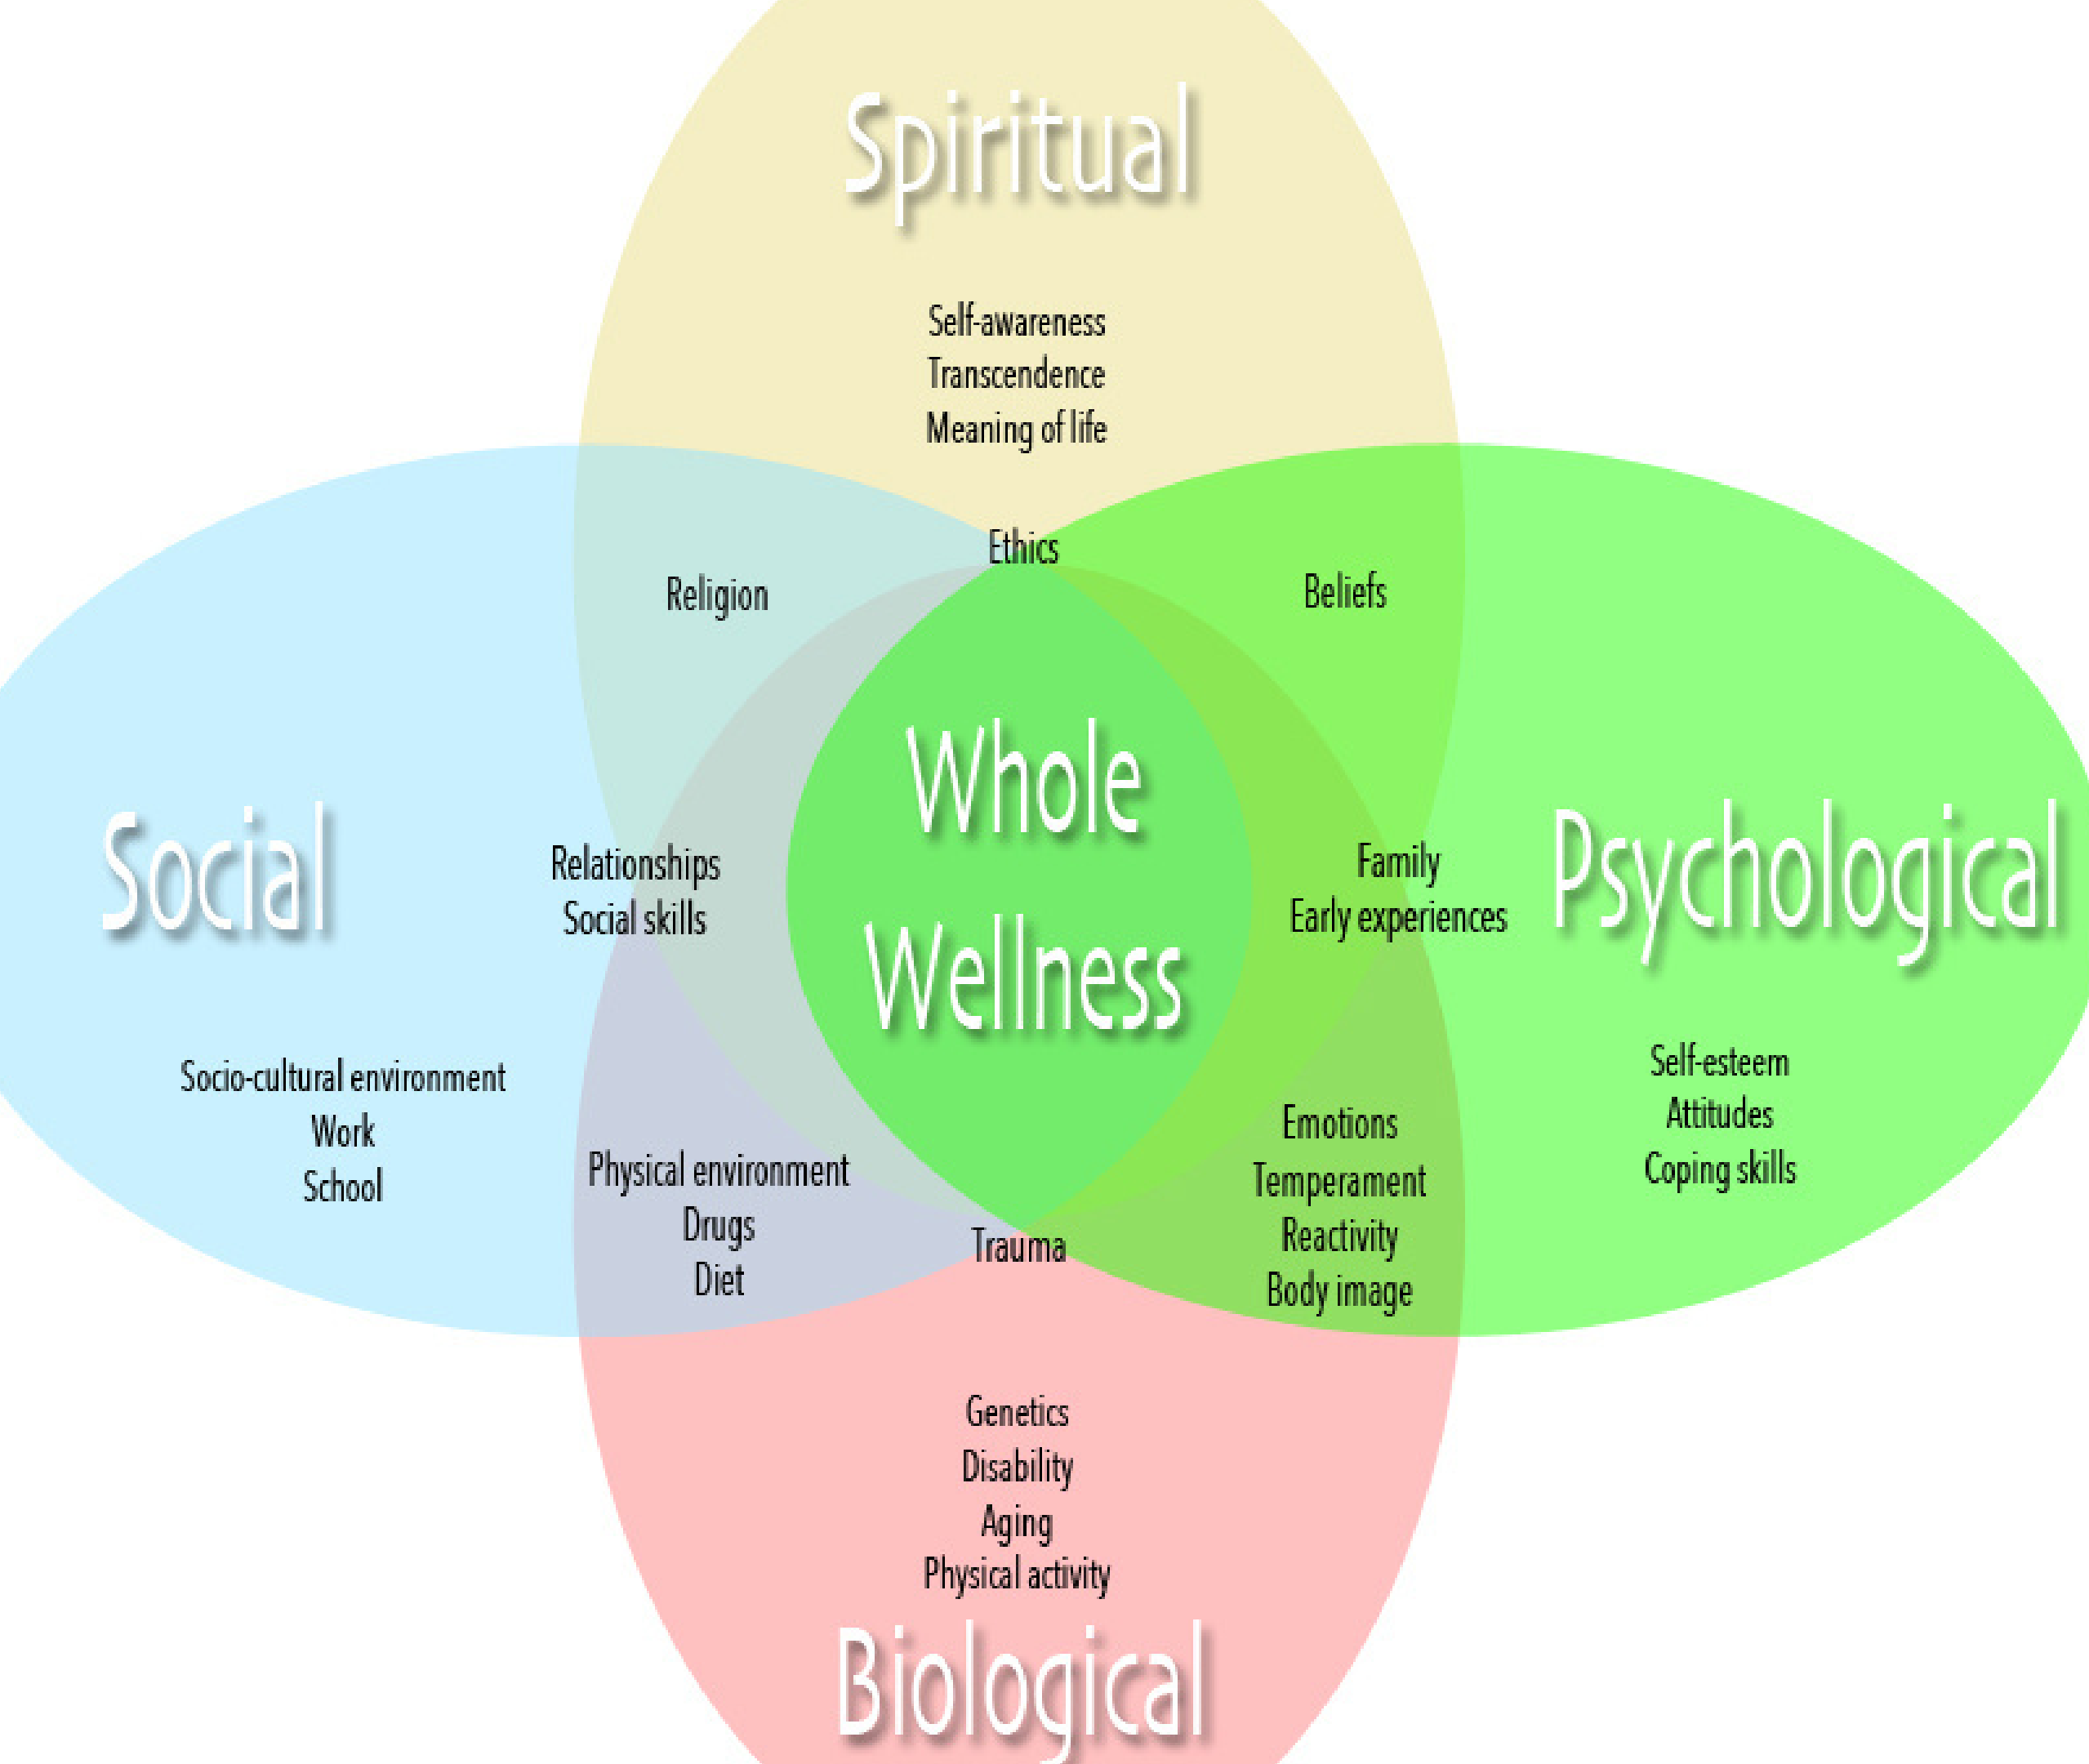 Spiritual
Self-awareness
Transcendence
Meaning of life
Ethics
Religion
Beliefs
Whole
Wellness
Social
Relationships
Social skills
Family
Early experiences
Psychological
Socio-cultural environment
Work
School
Physical environment
Drugs
Diet
Trauma
Emotions
Temperament
Reactivity
Body image
Self-esteem
Attitudes
Coping skills
Genetics
Disability
Aging
Physical activity
Biological